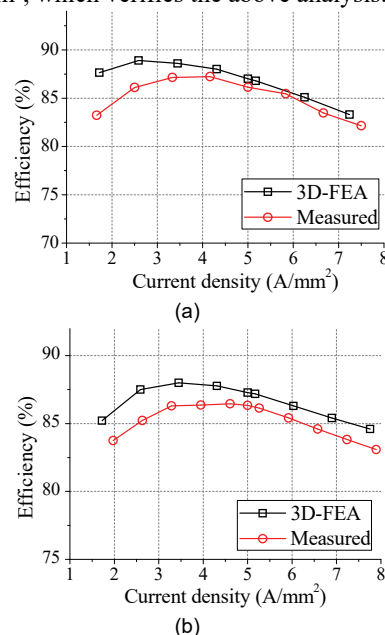 , which verifies the above analysis.
90
85
80
75
70
Efficiency (%)
3D-FEA
Measured
1 2 3 4 5 6 7 8
Current density (A/mm²)
(a)
90
85
80
75
Efficiency (%)
3D-FEA
Measured
1 2 3 4 5 6 7 8
Current density (A/mm²)
(b)